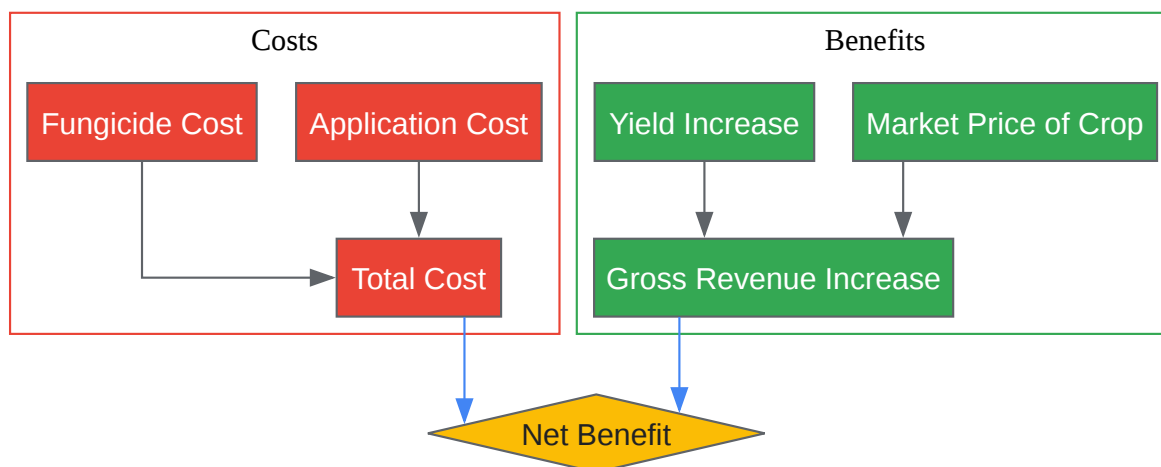 Costs
Benefits
Fungicide Cost
Application Cost
Yield Increase
Market Price of Crop
Total Cost
Gross Revenue Increase
Net Benefit